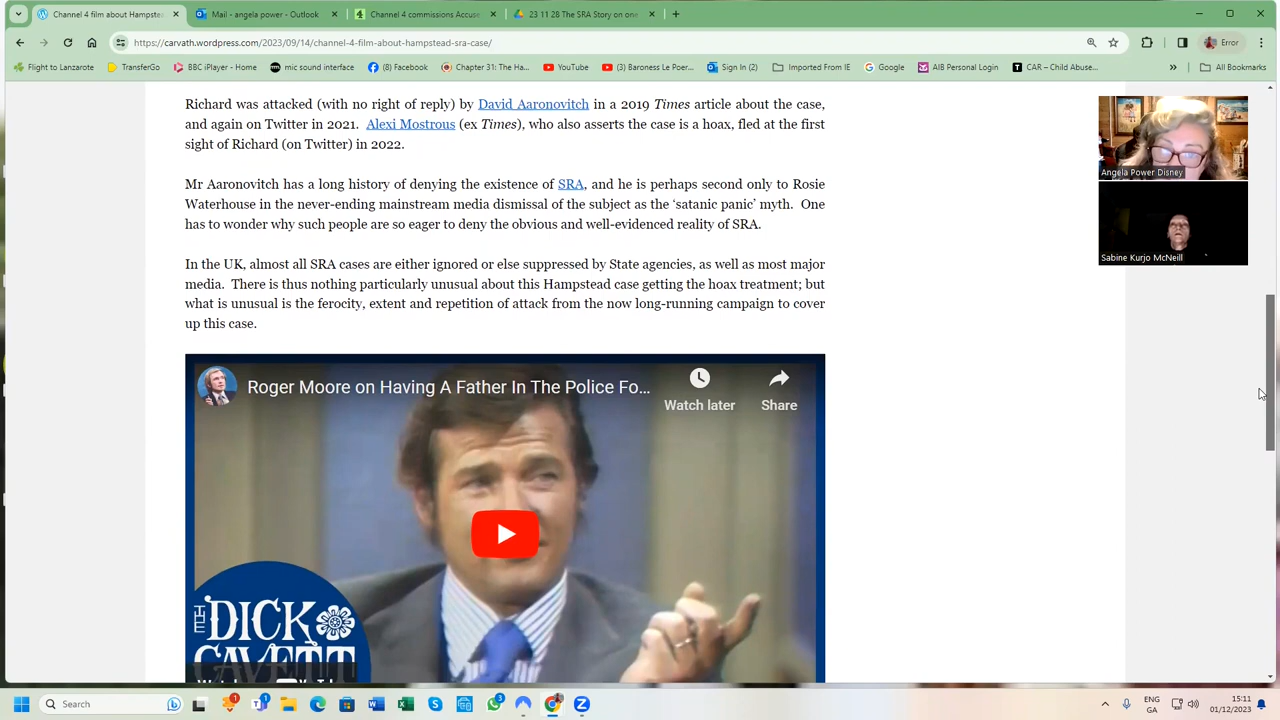 Channel 4 film about Hampste
Mail - angela power - Outlook
Channel 4 commissions Accuse
23 11 28 The SRA Story on one
https://carvath.wordpress.com/2023/09/14/channel-4-film-about-hampstead-sra-case/
Error
Flight to Lanzarote
TransferGo
BBC iPlayer - Home
mic sound interface
(8) Facebook
Chapter 31: The Ha...
YouTube
(3) Baroness Le Poer...
Sign In (2)
Imported From IE
Google
AIB Personal Login
CAR – Child Abuse...
All Bookmarks
Richard was attacked (with no right of reply) by David Aaronovitch in a 2019 Times article about the case,
and again on Twitter in 2021. Alexi Mostrous (ex Times), who also asserts the case is a hoax, fled at the first
sight of Richard (on Twitter) in 2022.
Mr Aaronovitch has a long history of denying the existence of SRA, and he is perhaps second only to Rosie
Waterhouse in the never-ending mainstream media dismissal of the subject as the ‘satanic panic’ myth. One
has to wonder why such people are so eager to deny the obvious and well-evidenced reality of SRA.
In the UK, almost all SRA cases are either ignored or else suppressed by State agencies, as well as most major
media. There is thus nothing particularly unusual about this Hampstead case getting the hoax treatment; but
what is unusual is the ferocity, extent and repetition of attack from the now long-running campaign to cover
up this case.
Angela Power Disney
Sabine Kurjo McNeill
Roger Moore on Having A Father In The Police Fo...
Watch later
Share
THE
DICK
CAVETT
Search
ENG
GA
15:11
01/12/2023